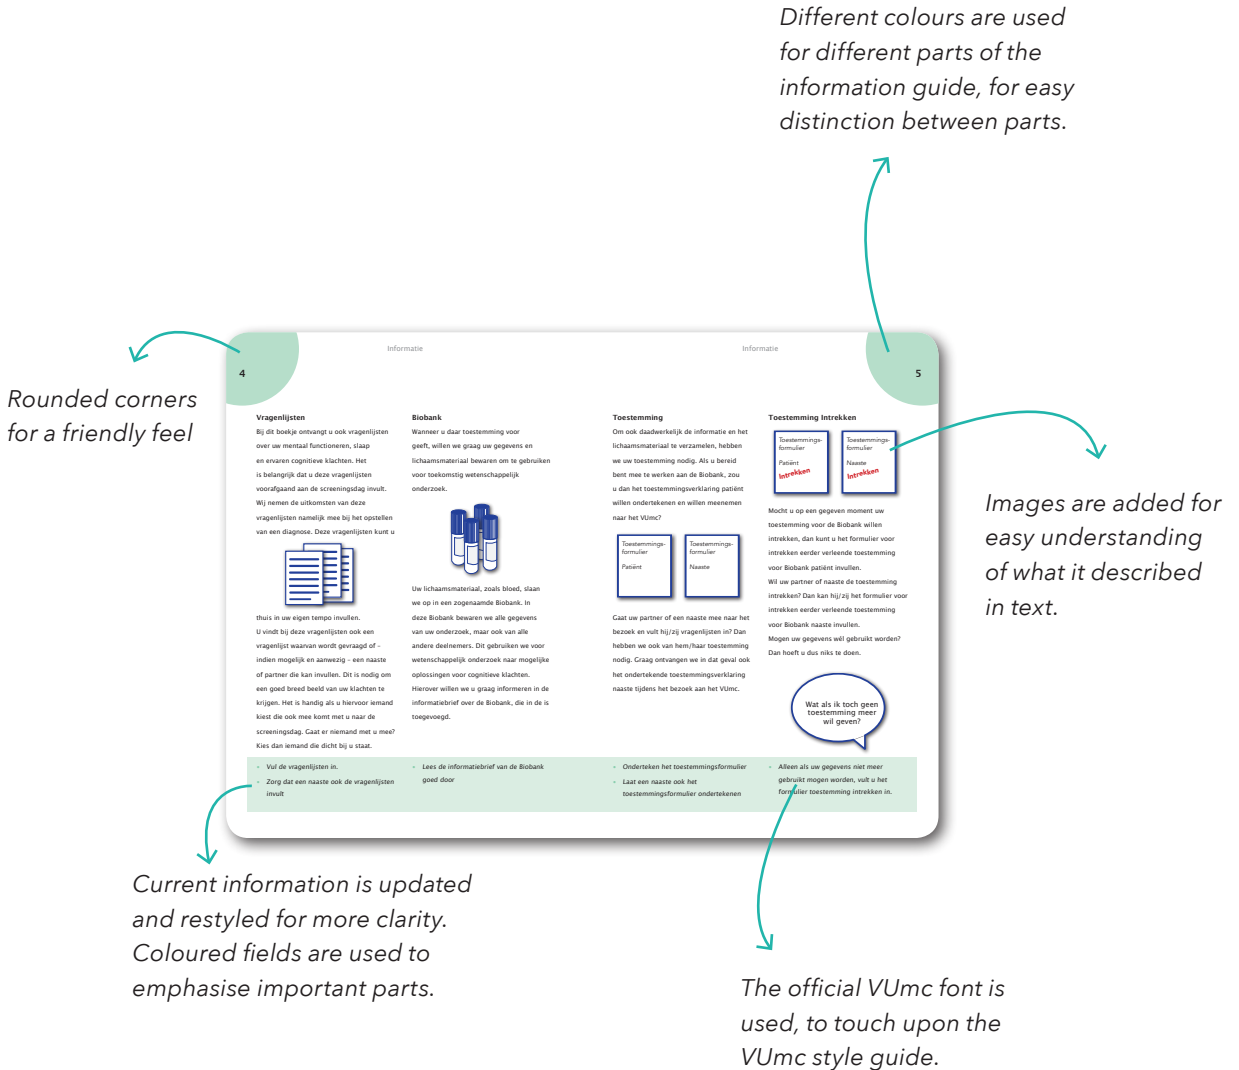 Different colours are used
for different parts of the
information guide, for easy
distinction between parts.
Rounded corners
for a friendly feel
Informatie
4
Vragenlijsten
Bij dit boekje ontvangt u ook vragenlijsten
over uw mentaal functioneren, slaap
en ervaren cognitieve klachten. Het
is belangrijk dat u deze vragenlijsten
voorafgaand aan de screeningsdag invult.
Wij nemen de uitkomsten van deze
vragenlijsten namelijk mee bij het opstellen
van een diagnose. Deze vragenlijsten kunt u
thuis in uw eigen tempo invullen.
U vindt bij deze vragenlijsten ook een
vragenlijst waarvan wordt gevraagd of –
indien mogelijk en aanwezig – een naaste
of partner die kan invullen. Dit is nodig om
een goed breed beeld van uw klachten te
krijgen. Het is handig als u hiervoor iemand
kiest die ook mee komt met u naar de
screeningsdag. Gaat er niemand met u mee?
Kies dan iemand die dicht bij u staat.
- Vul de vragenlijsten in.
- Zorg dat een naaste ook de vragenlijsten
invult
Biobank
Wanneer u daar toestemming voor
geeft, willen we graag uw gegevens en
lichaamsmateriaal bewaren om te gebruiken
voor toekomstig wetenschappelijk
onderzoek.
Uw lichaamsmateriaal, zoals bloed, slaan
we op in een zogenaamde Biobank. In
deze Biobank bewaren we alle gegevens
van uw onderzoek, maar ook van alle
andere deelnemers. Dit gebruiken we voor
wetenschappelijk onderzoek naar mogelijke
oplossingen voor cognitieve klachten.
Hierover willen we u graag informeren in de
informatiebrief over de Biobank, die in de is
toegevoegd.
- Lees de informatiebrief van de Biobank
goed door
Informatie
5
Toestemming
Om ook daadwerkelijk de informatie en het
lichaamsmateriaal te verzamelen, hebben
we uw toestemming nodig. Als u bereid
bent mee te werken aan de Biobank, zou
u dan het toestemmingsverklaring patiënt
willen ondertekenen en willen meenemen
naar het VUmc?
Toestemmings-
formulier
Patiënt
Toestemmings-
formulier
Naaste
Gaat uw partner of een naaste mee naar het
bezoek en vult hij/zij vragenlijsten in? Dan
hebben we ook van hem/haar toestemming
nodig. Graag ontvangen we in dat geval ook
het ondertekende toestemmingsverklaring
naaste tijdens het bezoek aan het VUmc.
- Onderteken het toestemmingsformulier
- Laat een naaste ook het
toestemmingsformulier ondertekenen
Toestemming Intrekken
Toestemmings-
formulier
Patiënt
Intrekken
Toestemmings-
formulier
Naaste
Intrekken
Mocht u op een gegeven moment uw
toestemming voor de Biobank willen
intrekken, dan kunt u het formulier voor
intrekken eerder verleende toestemming
voor Biobank patiënt invullen.
Wil uw partner of naaste de toestemming
intrekken? Dan kan hij/zij het formulier voor
intrekken eerder verleende toestemming
voor Biobank naaste invullen.
Mogen uw gegevens wél gebruikt worden?
Dan hoeft u dus niks te doen.
Wat als ik toch geen
toestemming meer
wil geven?
- Alleen als uw gegevens niet meer
gebruikt mogen worden, vult u het
formulier toestemming intrekken in.
Images are added for
easy understanding
of what it described
in text.
Current information is updated
and restyled for more clarity.
Coloured fields are used to
emphasise important parts.
The official VUmc font is
used, to touch upon the
VUmc style guide.